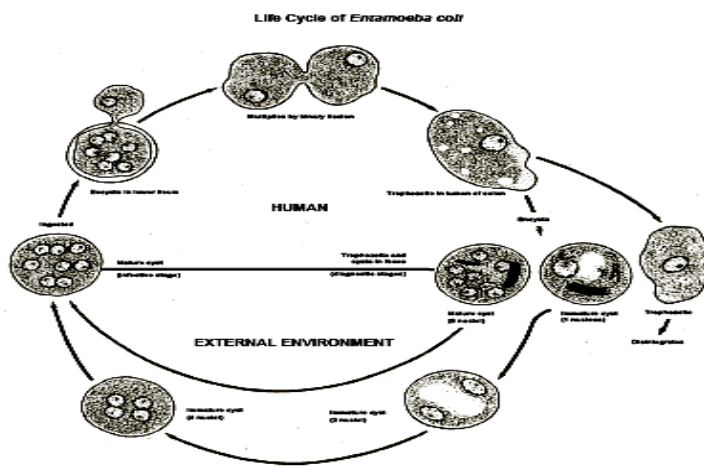 Life Cycle of Entamoeba coli
Multiplies by binary fission
Excysts in lower ileum
Trophozoite in lumen of colon
HUMAN
Encysts
Ingested
Mature cyst
(infective stage)
Trophozoite and
cysts in feces
(diagnostic stages)
Mature cyst
(8 nuclei)
Immature cyst
(1 nucleus)
Trophozoite
Disintegrates
EXTERNAL ENVIRONMENT
Immature cyst
(4 nuclei)
Immature cyst
(2 nuclei)